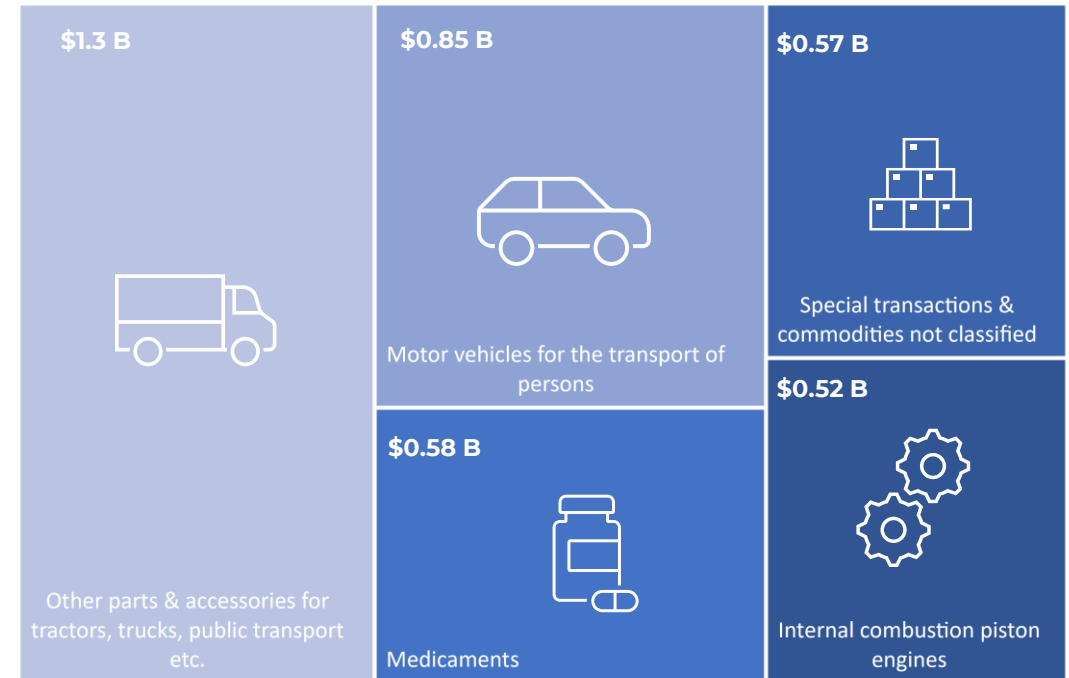 $1.3 B
Other parts & accessories for
tractors, trucks, public transport
etc.
$0.85 B
Motor vehicles for the transport of
persons
$0.58 B
Medicaments
$0.57 B
Special transactions &
commodities not classified
$0.52 B
Internal combustion piston
engines